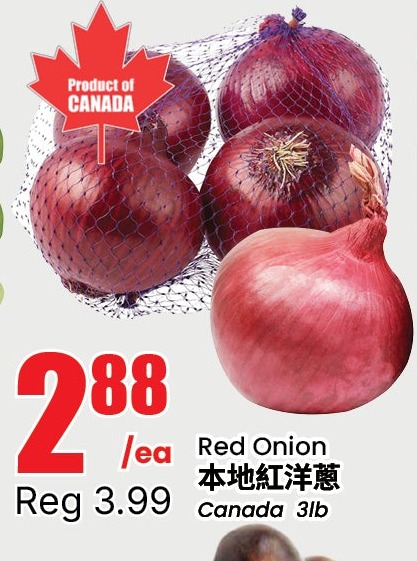 Product of
CANADA
2.88
/ea
Reg 3.99
Red Onion
本地紅洋蔥
Canada 3lb